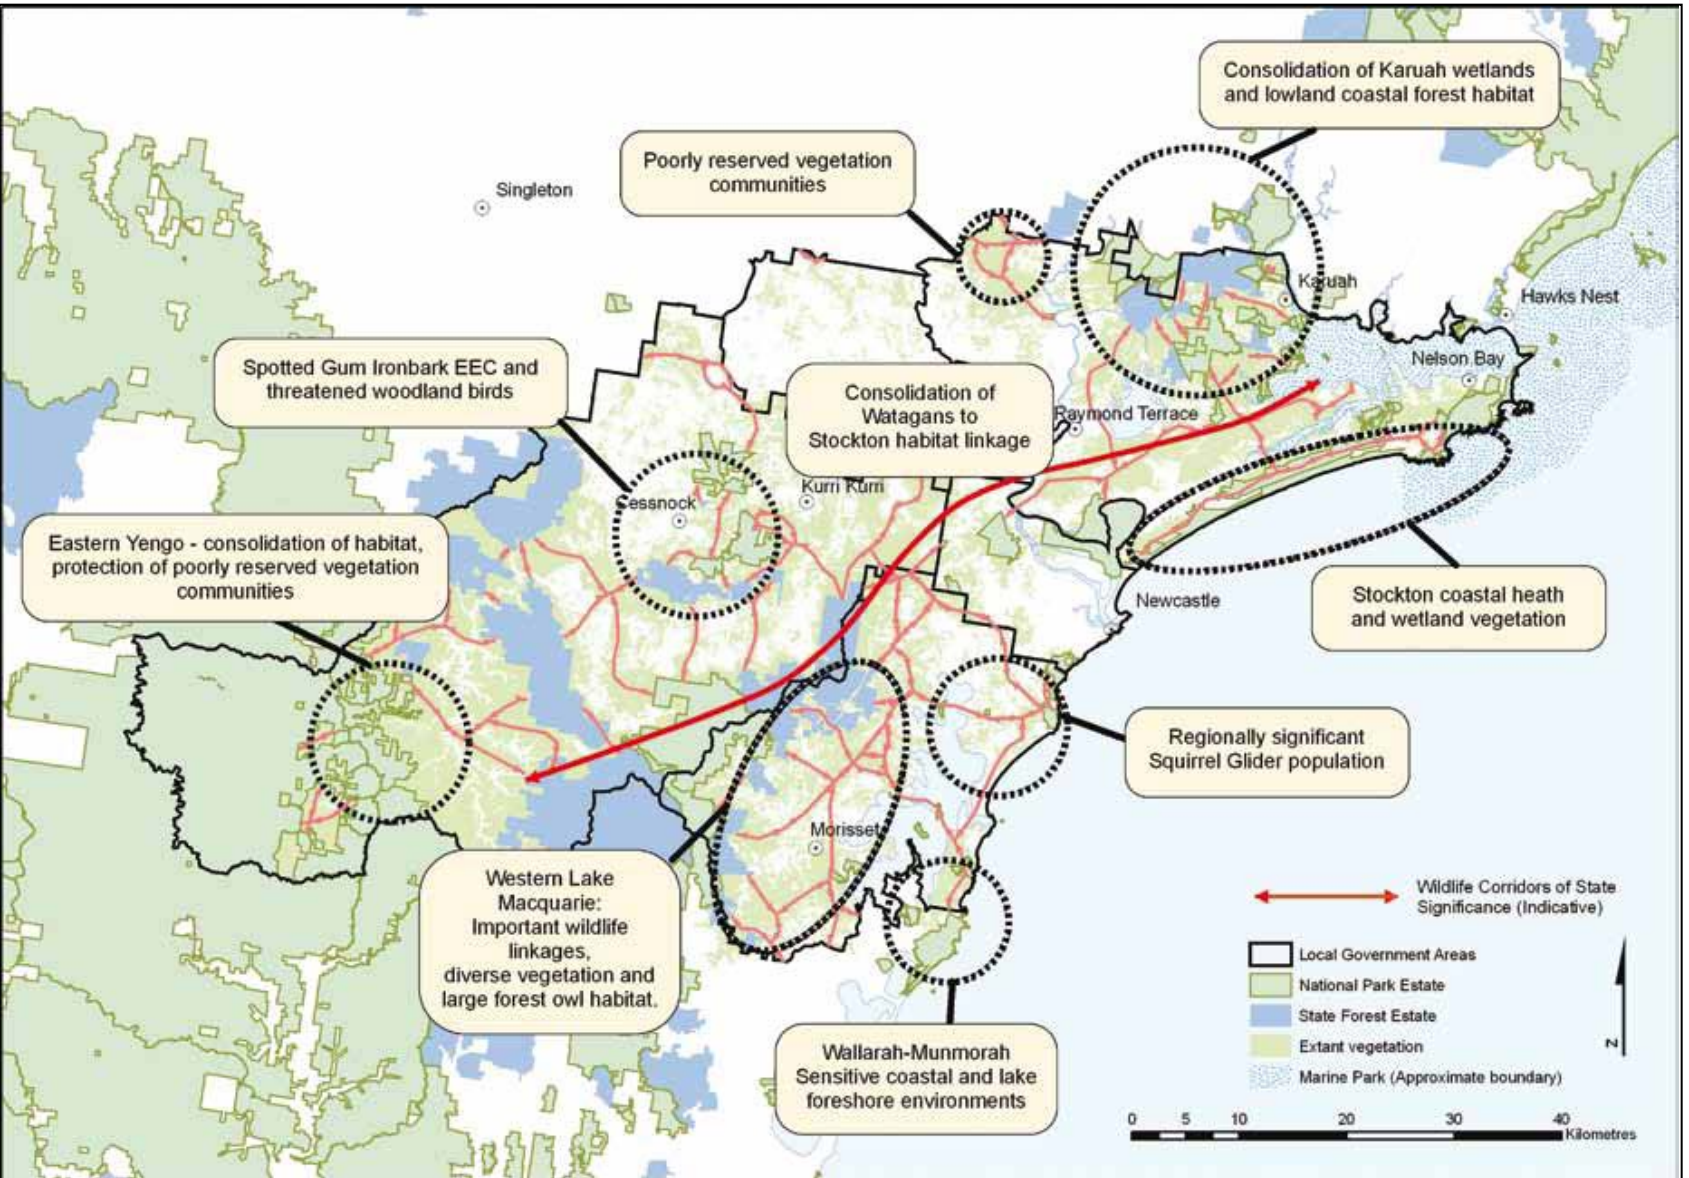 Consolidation of Karuah wetlands
and lowland coastal forest habitat
Poorly reserved vegetation
communities
Singleton
Karuah
Hawks Nest
Nelson Bay
Spotted Gum Ironbark EEC and
threatened woodland birds
Consolidation of
Watagans to
Stockton habitat linkage
Raymond Terrace
Kurri Kurri
Cessnock
Eastern Yengo - consolidation of habitat,
protection of poorly reserved vegetation
communities
Newcastle
Stockton coastal heath
and wetland vegetation
Regionally significant
Squirrel Glider population
Morisset
Western Lake
Macquarie:
Important wildlife
linkages,
diverse vegetation and
large forest owl habitat.
Wallarah-Munmorah
Sensitive coastal and lake
foreshore environments
Wildlife Corridors of State
Significance (Indicative)
Local Government Areas
National Park Estate
State Forest Estate
Extant vegetation
Marine Park (Approximate boundary)
N
0 5 10 20 30 40
Kilometres